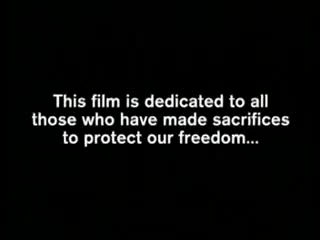 This film is dedicated to all
those who have made sacrifices
to protect our freedom...